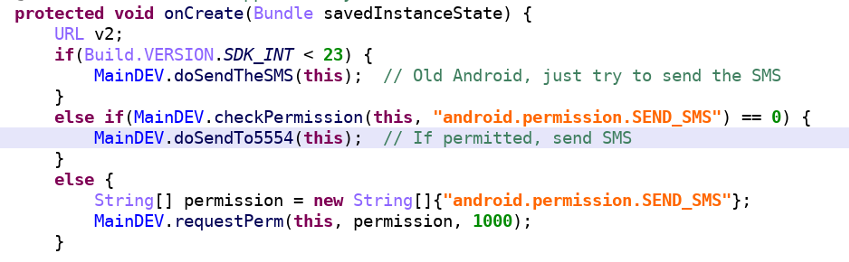 protected void onCreate(Bundle savedInstanceState) {
    URL v2;
    if(Build.VERSION.SDK_INT < 23) {
        MainDEV.doSendTheSMS(this);  // Old Android, just try to send the SMS
    }
    else if(MainDEV.checkPermission(this, "android.permission.SEND_SMS") == 0) {
        MainDEV.doSendTo5554(this);  // If permitted, send SMS
    }
    else {
        String[] permission = new String[]{"android.permission.SEND_SMS"};
        MainDEV.requestPerm(this, permission, 1000);
    }